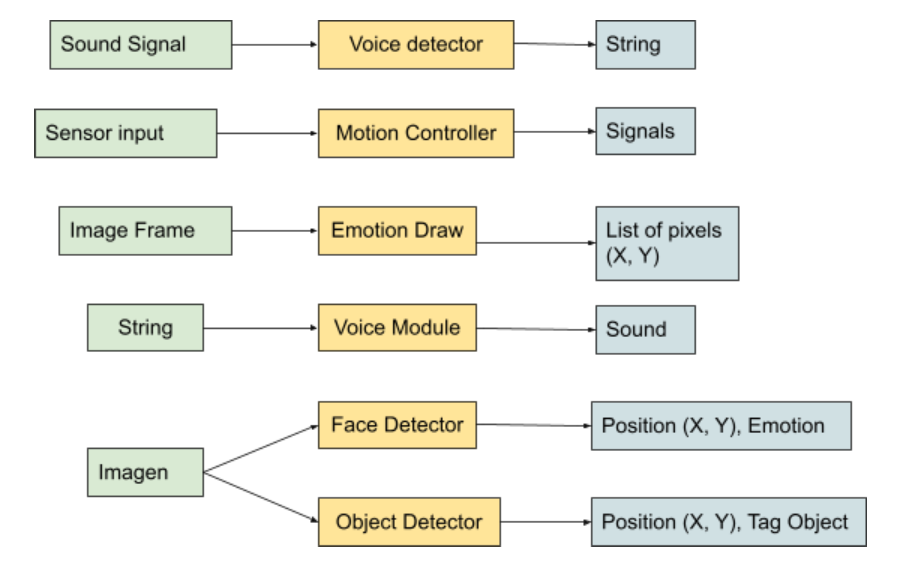 Sound Signal
Voice detector
String
Sensor input
Motion Controller
Signals
Image Frame
Emotion Draw
List of pixels
(X, Y)
String
Voice Module
Sound
Imagen
Face Detector
Position (X, Y), Emotion
Object Detector
Position (X, Y), Tag Object